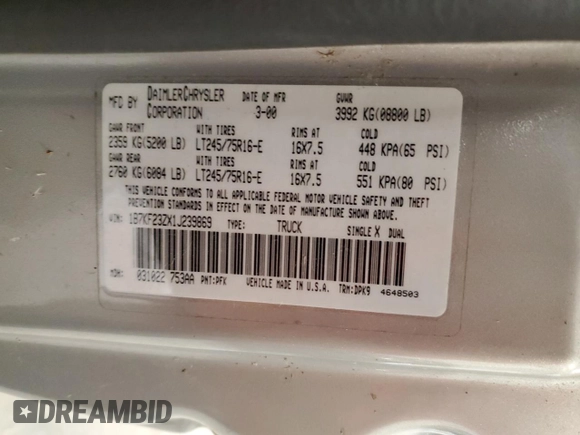 MFD BY DAIMLERCHRYSLER CORPORATION DATE OF MFR 3-00 GVWR 3992 KG(08800 LB)
GAWR FRONT WITH TIRES RIMS AT COLD
2359 KG(5200 LB) LT245/75R16-E 16X7.5 448 KPA(65 PSI)
GAWR REAR WITH TIRES RIMS AT COLD
2760 KG(6084 LB) LT245/75R16-E 16X7.5 551 KPA(80 PSI)
THIS VEHICLE CONFORMS TO ALL APPLICABLE FEDERAL MOTOR VEHICLE SAFETY AND THEFT
PREVENTION STANDARDS IN EFFECT ON THE DATE OF MANUFACTURE SHOWN ABOVE.
VIN: 1B7KF23ZX1J239869 TYPE: TRUCK SINGLE X DUAL
MDH: 031022 753AA PNT:PFX VEHICLE MADE IN U.S.A. TRM:DPK9 4648503
DREAMBID